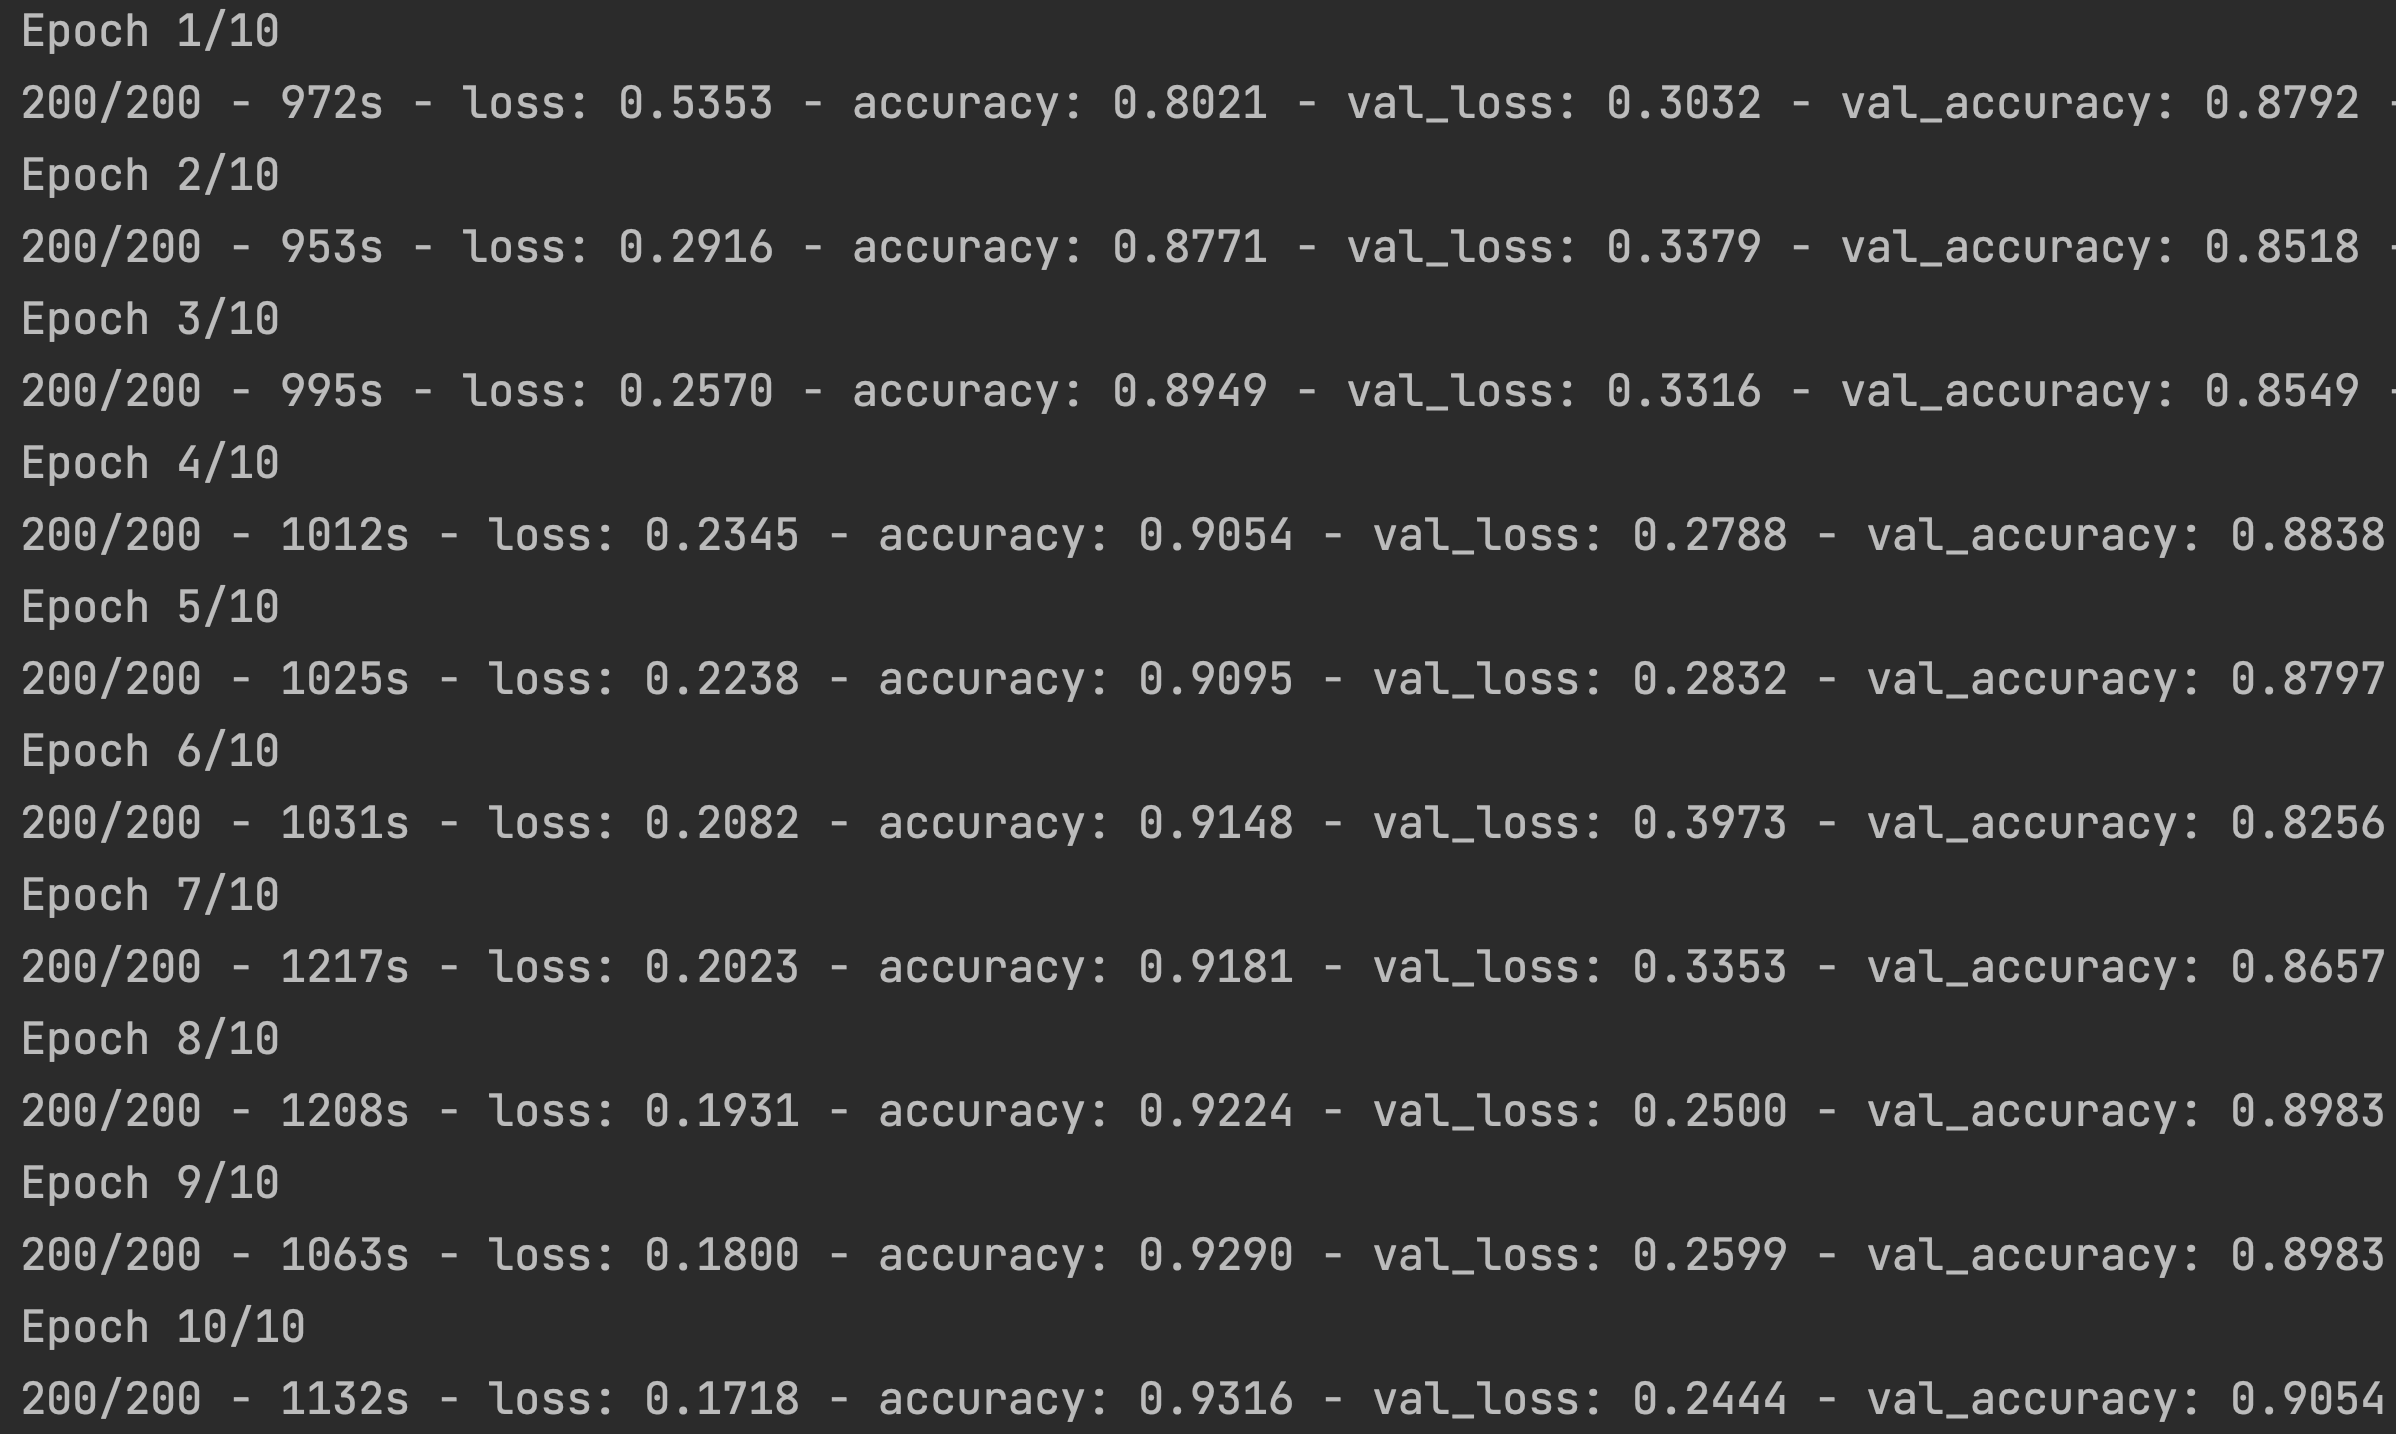 Epoch 1/10
200/200 - 972s - loss: 0.5353 - accuracy: 0.8021 - val_loss: 0.3032 - val_accuracy: 0.8792 -
Epoch 2/10
200/200 - 953s - loss: 0.2916 - accuracy: 0.8771 - val_loss: 0.3379 - val_accuracy: 0.8518 -
Epoch 3/10
200/200 - 995s - loss: 0.2570 - accuracy: 0.8949 - val_loss: 0.3316 - val_accuracy: 0.8549 -
Epoch 4/10
200/200 - 1012s - loss: 0.2345 - accuracy: 0.9054 - val_loss: 0.2788 - val_accuracy: 0.8838
Epoch 5/10
200/200 - 1025s - loss: 0.2238 - accuracy: 0.9095 - val_loss: 0.2832 - val_accuracy: 0.8797
Epoch 6/10
200/200 - 1031s - loss: 0.2082 - accuracy: 0.9148 - val_loss: 0.3973 - val_accuracy: 0.8256
Epoch 7/10
200/200 - 1217s - loss: 0.2023 - accuracy: 0.9181 - val_loss: 0.3353 - val_accuracy: 0.8657
Epoch 8/10
200/200 - 1208s - loss: 0.1931 - accuracy: 0.9224 - val_loss: 0.2500 - val_accuracy: 0.8983
Epoch 9/10
200/200 - 1063s - loss: 0.1800 - accuracy: 0.9290 - val_loss: 0.2599 - val_accuracy: 0.8983
Epoch 10/10
200/200 - 1132s - loss: 0.1718 - accuracy: 0.9316 - val_loss: 0.2444 - val_accuracy: 0.9054